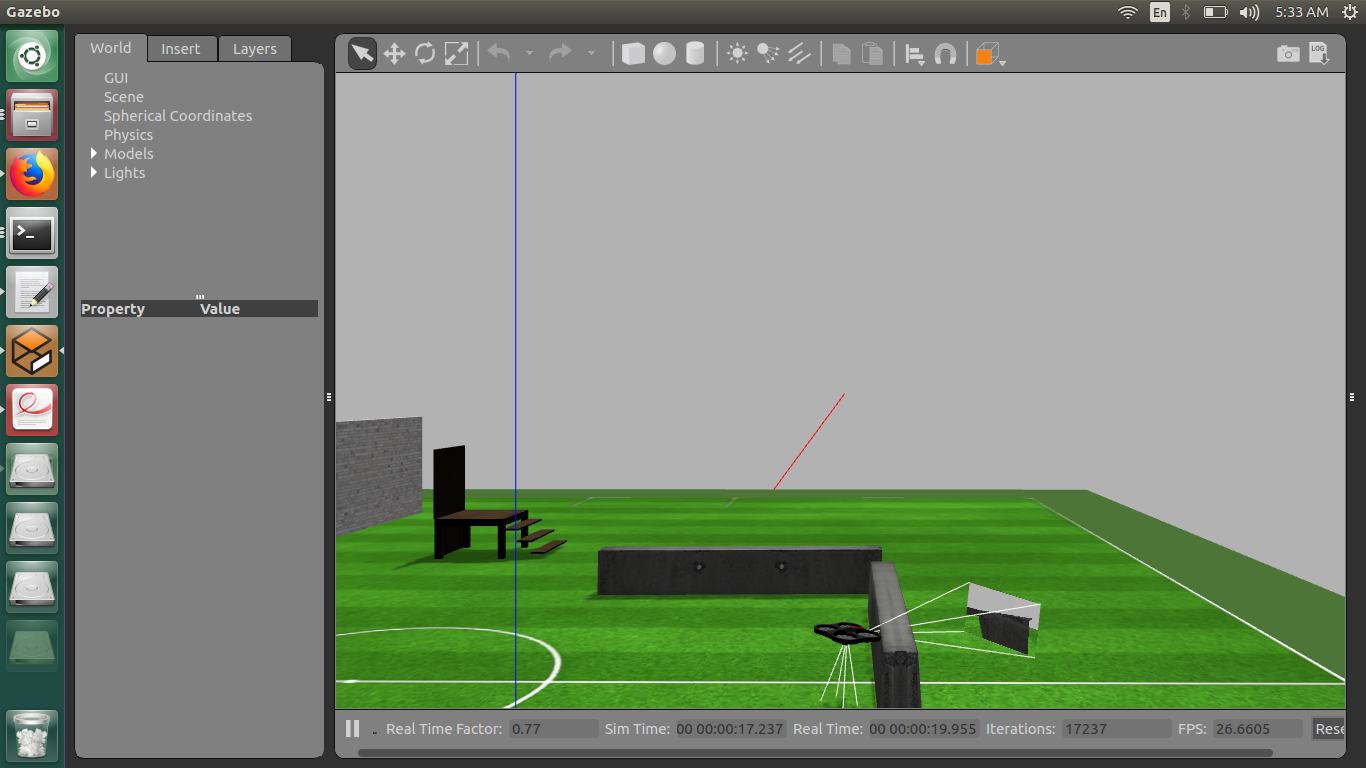 Gazebo
En
5:33 AM
World
Insert
Layers
LOG
GUI
Scene
Spherical Coordinates
Physics
Models
Lights
Property Value
Real Time Factor: 0.77 Sim Time: 00 00:00:17.237 Real Time: 00 00:00:19.955 Iterations: 17237 FPS: 26.6605 Rese